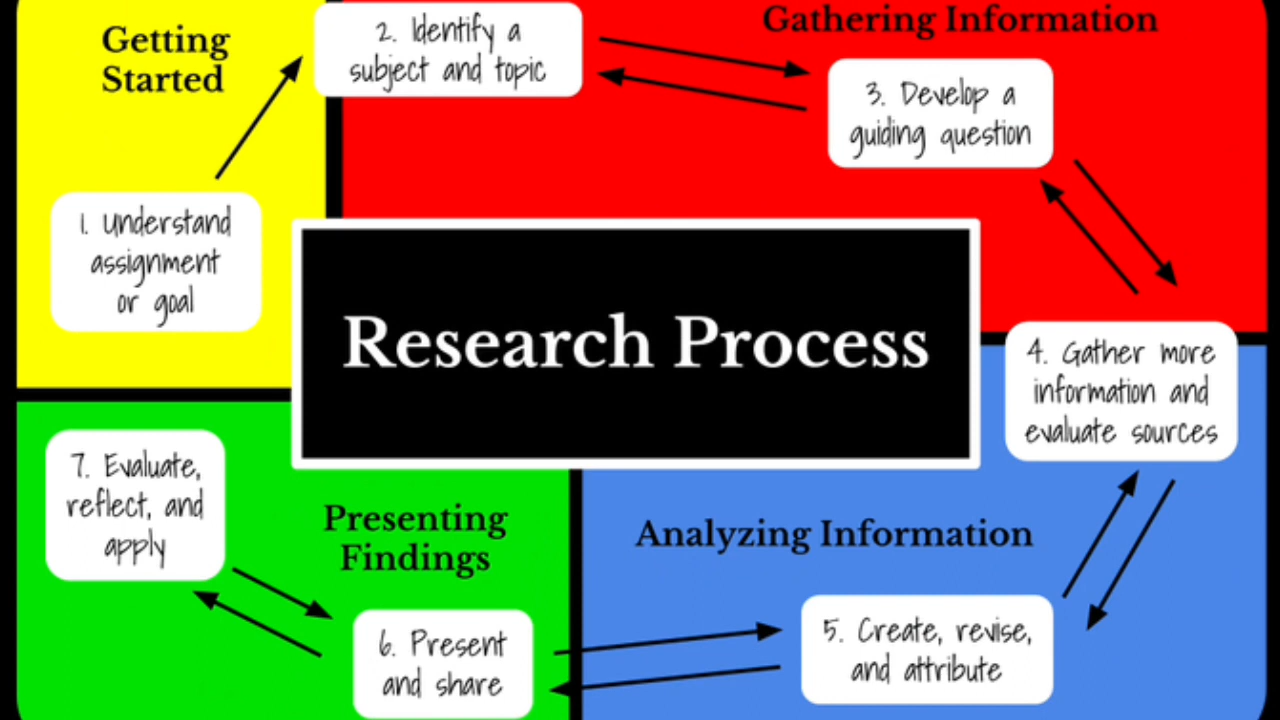 Getting
Started
1. Understand
assignment
or goal
2. Identify a
subject and topic
Gathering Information
3. Develop a
guiding question
Research Process
4. Gather more
information and
evaluate sources
Analyzing Information
5. Create, revise,
and attribute
Presenting
Findings
6. Present
and share
7. Evaluate,
reflect, and
apply